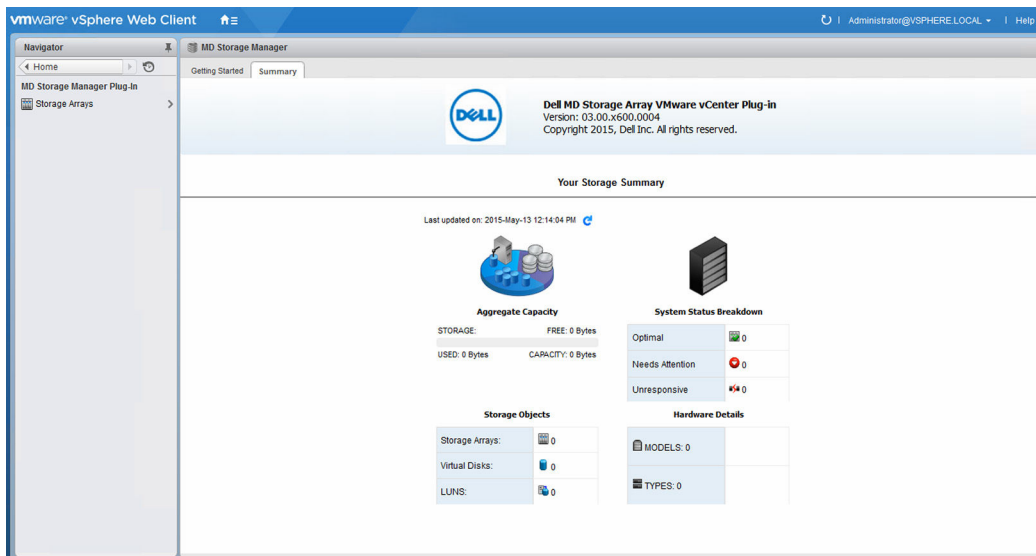 vmware® vSphere Web Client
Administrator@VSPHERE.LOCAL
Help
Navigator
Home
MD Storage Manager Plug-In
Storage Arrays
MD Storage Manager
Getting Started
Summary
DELL
Dell MD Storage Array VMware vCenter Plug-in
Version: 03.00.x600.0004
Copyright 2015, Dell Inc. All rights reserved.
Your Storage Summary
Last updated on: 2015-May-13 12:14:04 PM
Aggregate Capacity
STORAGE: FREE: 0 Bytes
USED: 0 Bytes CAPACITY: 0 Bytes
System Status Breakdown
Optimal 0
Needs Attention 0
Unresponsive 0
Storage Objects
Storage Arrays: 0
Virtual Disks: 0
LUNS: 0
Hardware Details
MODELS: 0
TYPES: 0